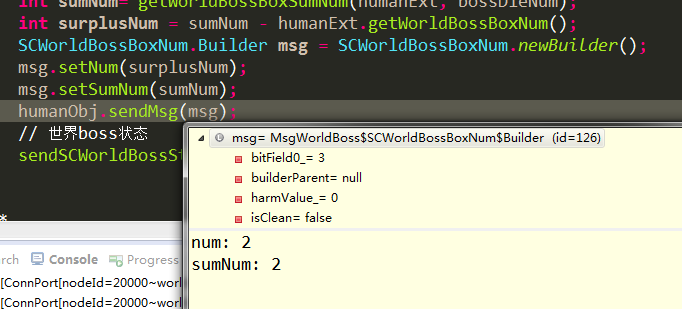 int sumNum= getWorldBossBoxSumNum(humanExt, bossDieNum);
int surplusNum = sumNum - humanExt.getWorldBossBoxNum();
SCWorldBossBoxNum.Builder msg = SCWorldBossBoxNum.newBuilder();
msg.setNum(surplusNum);
msg.setSumNum(sumNum);
humanObj.sendMsg(msg);
// 世界boss状态
sendSCWorldBossSt
msg= MsgWorldBoss$SCWorldBossBoxNum$Builder (id=126)
bitField0_= 3
builderParent= null
harmValue_= 0
isClean= false
num: 2
sumNum: 2
*
rch Console Progress
[ConnPort[nodeId=20000~worl
[ConnPort[nodeId=20000~worl